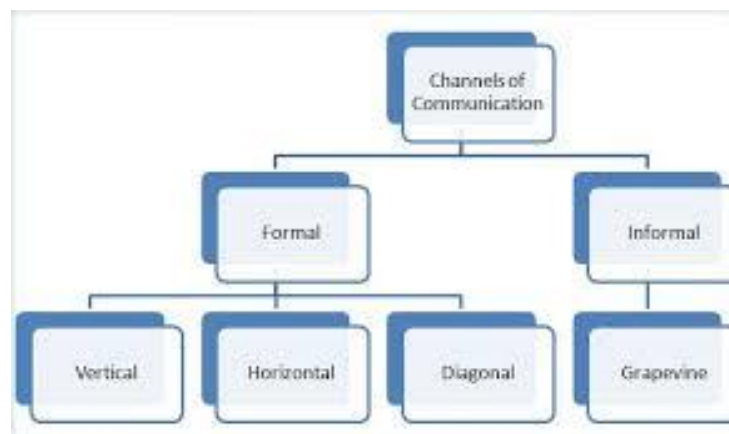 Channels of
Communication
Formal
Informal
Vertical
Horizontal
Diagonal
Grapevine